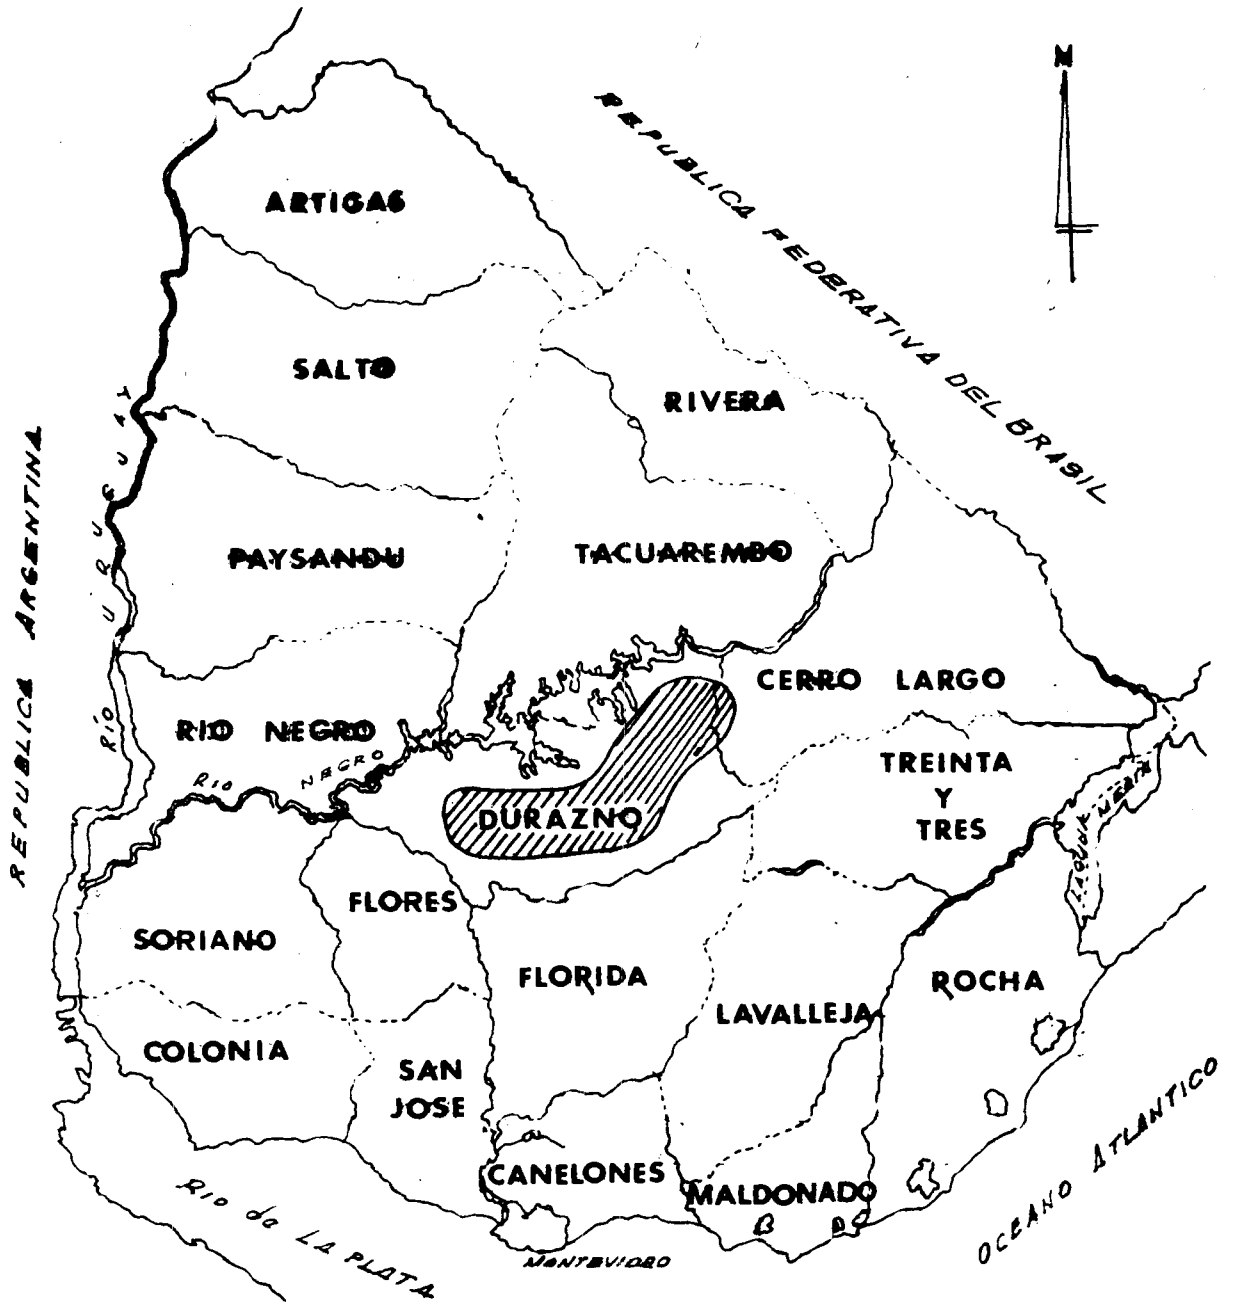 N
REPUBLICA FEDERATIVA DEL BRASIL
ARTIGAS
SALTO
RIVERA
REPUBLICA ARGENTINA
RÍO URUGUAY
PAYSANDU
TACUAREMBO
CERRO LARGO
RIO NEGRO
RIO NEGRO
TREINTA
Y
TRES
LAGUNA MERIN
DURAZNO
FLORES
SORIANO
FLORIDA
ROCHA
LAVALLEJA
COLONIA
SAN
JOSE
CANELONES
MALDONADO
MONTEVIDEO
RIO de LA PLATA
OCEANO ATLANTICO